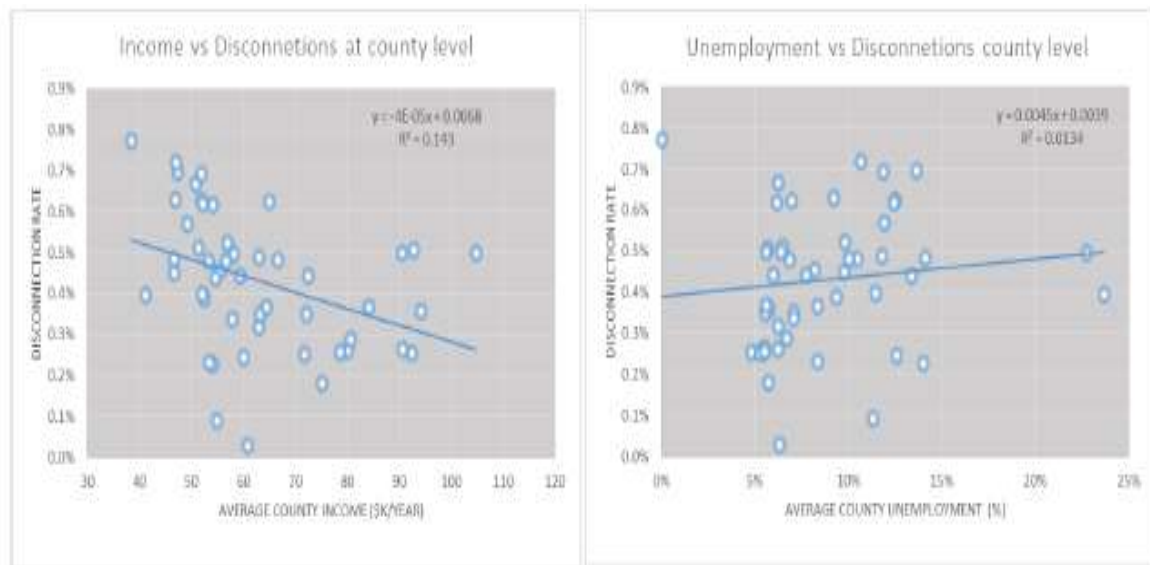 Income vs Disconnetions at county level
0.9%
0.8%
0.7%
0.6%
0.5%
0.4%
0.3%
0.2%
0.1%
0.0%
DISCONNECTION RATE
y = -4E-05x + 0.0068
R² = 0.143
30 40 50 60 70 80 90 100 110 120
AVERAGE COUNTY INCOME ($K/YEAR)
Unemployment vs Disconnetions county level
0.9%
0.8%
0.7%
0.6%
0.5%
0.4%
0.3%
0.2%
0.1%
0.0%
DISCONNECTION RATE
y = 0.0045x + 0.0039
R² = 0.0134
0% 5% 10% 15% 20% 25%
AVERAGE COUNTY UNEMPLOYMENT (%)